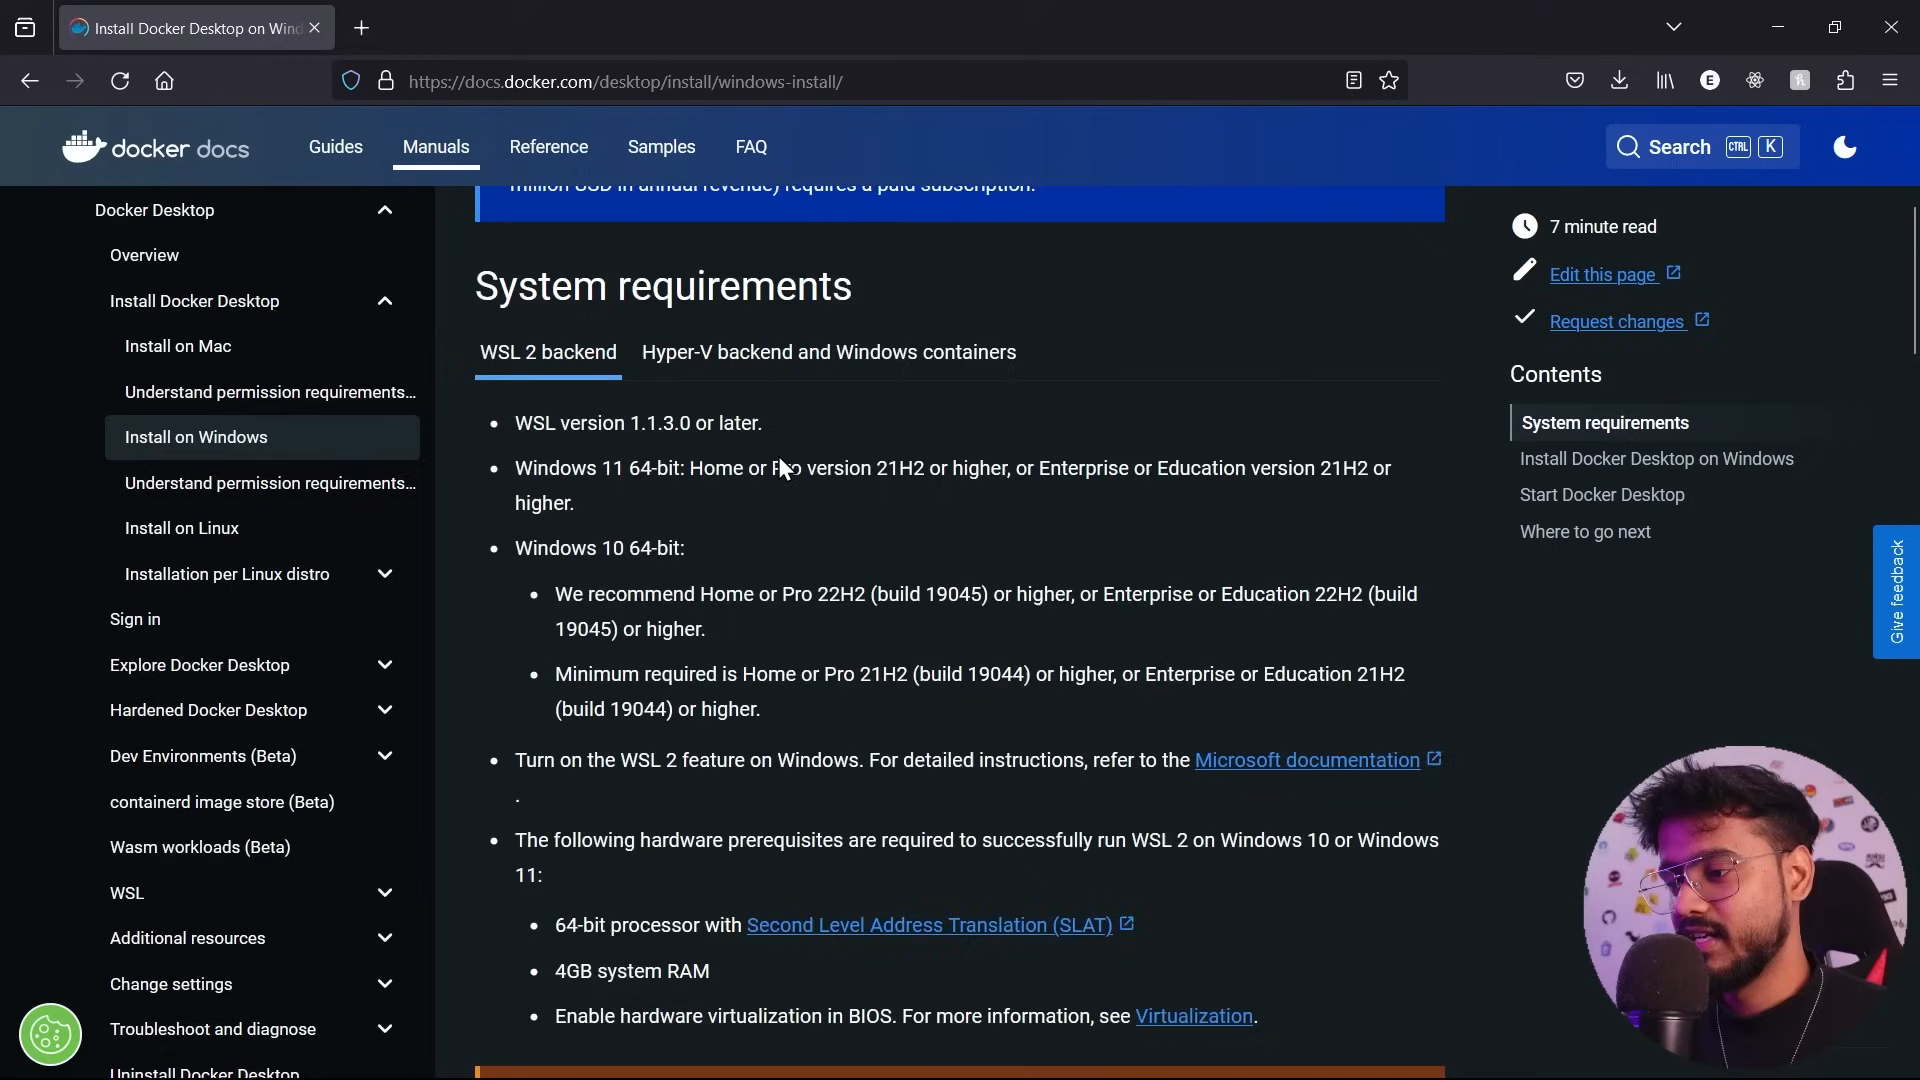 Install Docker Desktop on Wind
https://docs.docker.com/desktop/install/windows-install/
docker docs
Guides
Manuals
Reference
Samples
FAQ
Search CTRL K
Docker Desktop
Overview
Install Docker Desktop
Install on Mac
Understand permission requirements...
Install on Windows
Understand permission requirements...
Install on Linux
Installation per Linux distro
Sign in
Explore Docker Desktop
Hardened Docker Desktop
Dev Environments (Beta)
containerd image store (Beta)
Wasm workloads (Beta)
WSL
Additional resources
Change settings
Troubleshoot and diagnose
Uninstall Docker Desktop
million USD in annual revenue) requires a paid subscription.
System requirements
WSL 2 backend
Hyper-V backend and Windows containers
WSL version 1.1.3.0 or later.
Windows 11 64-bit: Home or Pro version 21H2 or higher, or Enterprise or Education version 21H2 or
higher.
Windows 10 64-bit:
We recommend Home or Pro 22H2 (build 19045) or higher, or Enterprise or Education 22H2 (build
19045) or higher.
Minimum required is Home or Pro 21H2 (build 19044) or higher, or Enterprise or Education 21H2
(build 19044) or higher.
Turn on the WSL 2 feature on Windows. For detailed instructions, refer to the Microsoft documentation
.
The following hardware prerequisites are required to successfully run WSL 2 on Windows 10 or Windows
11:
64-bit processor with Second Level Address Translation (SLAT)
4GB system RAM
Enable hardware virtualization in BIOS. For more information, see Virtualization.
7 minute read
Edit this page
Request changes
Contents
System requirements
Install Docker Desktop on Windows
Start Docker Desktop
Where to go next
Give feedback
E